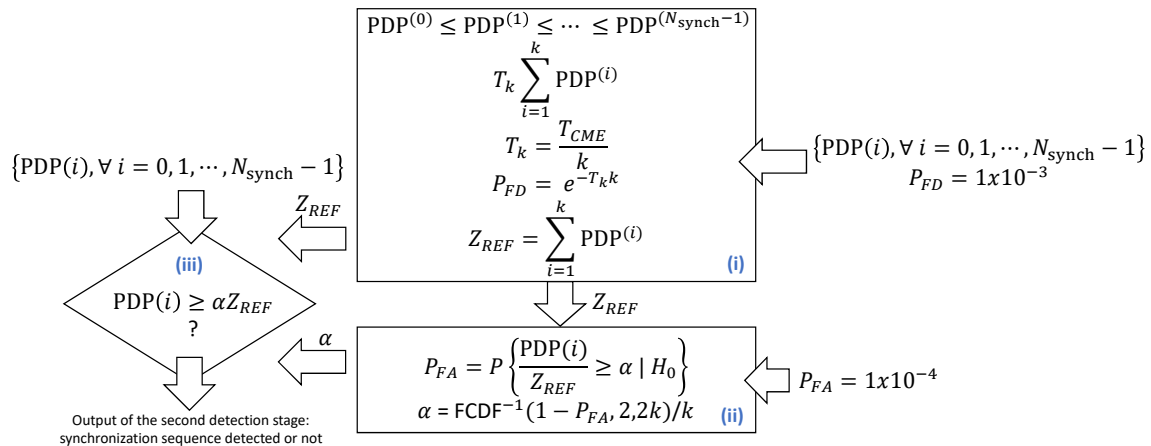 PDP⁽⁰⁾ ≤ PDP⁽¹⁾ ≤ ⋯ ≤ PDP^(N_synch−1)
T_k ∑_{i=1}^{k} PDP^(i)
T_k = T_CME / k
P_FD = e^{−T_k k}
Z_REF = ∑_{i=1}^{k} PDP^(i)
(i)
{PDP(i), ∀ i = 0, 1, ⋯ , N_synch − 1}
P_FD = 1x10⁻³
{PDP(i), ∀ i = 0, 1, ⋯ , N_synch − 1}
Z_REF
(iii)
PDP(i) ≥ αZ_REF
?
Z_REF
α
P_FA = P{PDP(i) / Z_REF ≥ α | H₀}
α = FCDF⁻¹(1 − P_FA, 2,2k)/k
(ii)
P_FA = 1x10⁻⁴
Output of the second detection stage:
synchronization sequence detected or not